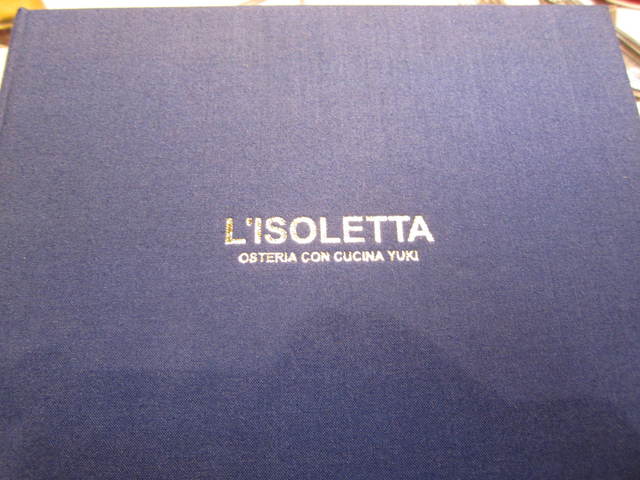 L'ISOLETTA
OSTERIA CON CUCINA YUKI